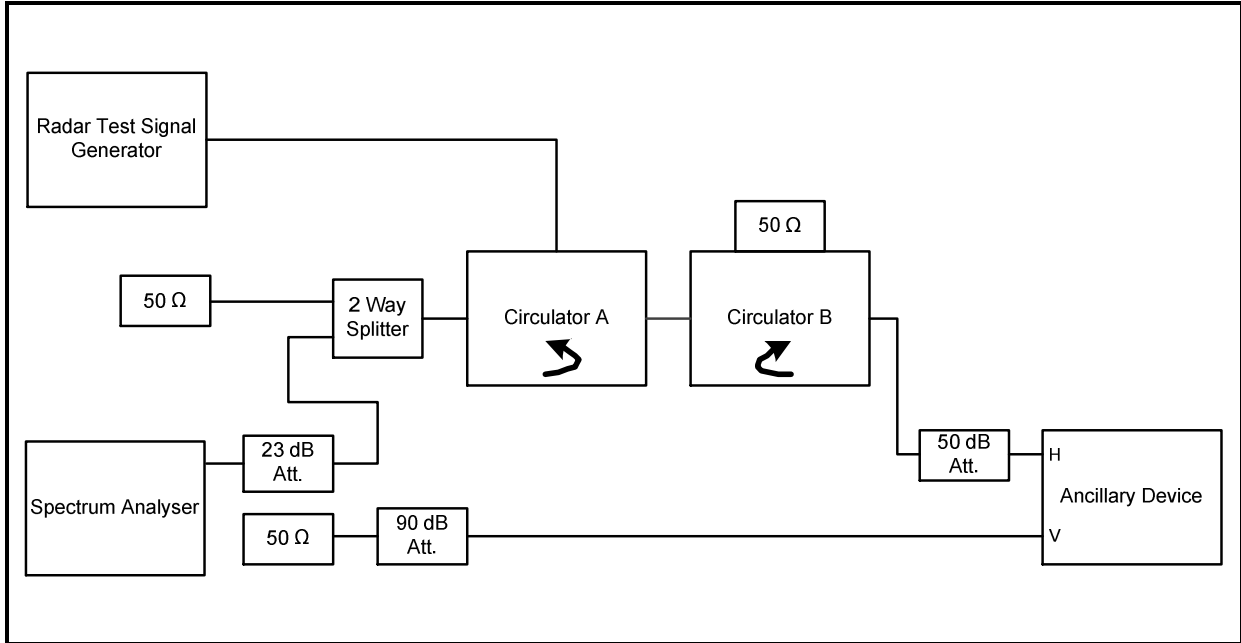 Radar Test Signal
Generator
50 Ω
50 Ω
2 Way
Splitter
Circulator A
Circulator B
23 dB
Att.
50 dB
Att.
H
Ancillary Device
V
Spectrum Analyser
50 Ω
90 dB
Att.